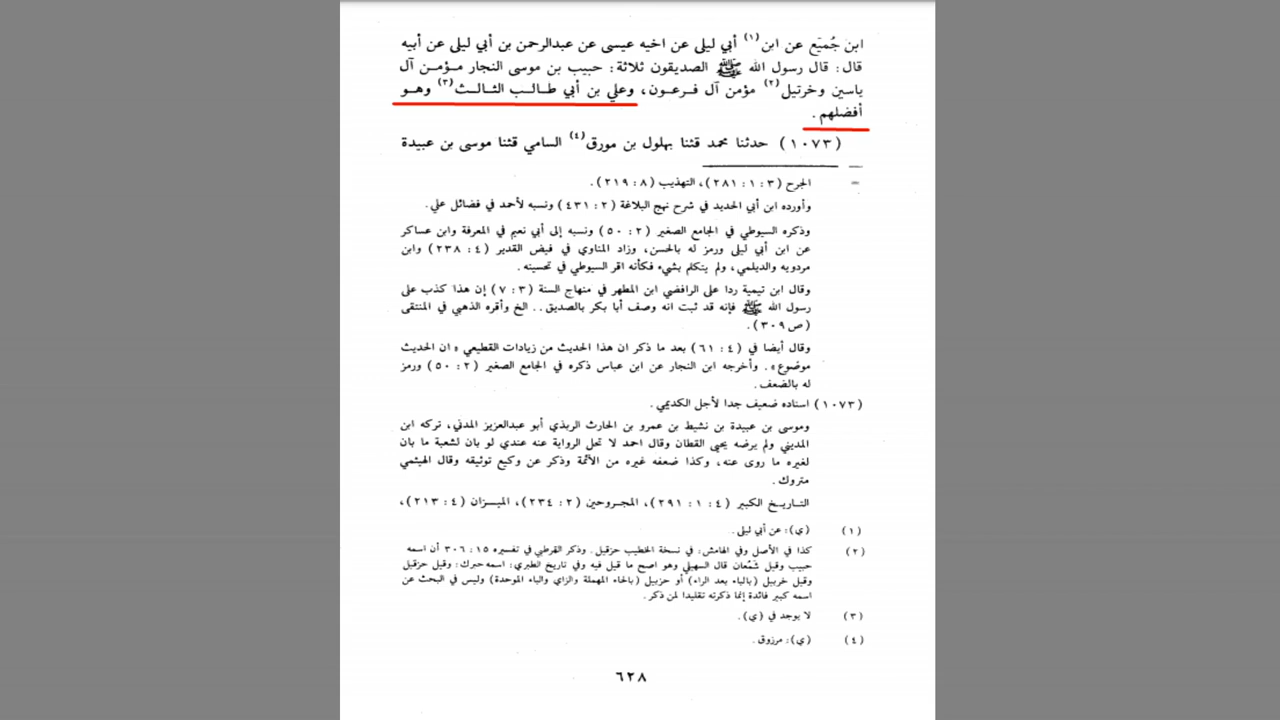 ابن جُمَيْع عن ابن (١) أبي ليلى عن اخيه عيسى عن عبدالرحمن بن أبي ليلى عن أبيه
قال: قال رسول الله ﷺ الصديقون ثلاثة: حبيب بن موسى النجار مؤمن آل
ياسين وخرتيل (٢) مؤمن آل فرعون، وعلي بن أبي طالب الثالث (٣) وهو
أفضلهم.
(١٠٧٣) حدثنا محمد قثنا بهلول بن مورق (٤) السامي قثنا موسى بن عبيدة
= الجرح (٣: ١: ٢٨١)، التهذيب (٨: ٢١٩).
وأورده ابن أبي الحديد في شرح نهج البلاغة (٢: ٤٣١) ونسبه لأحمد في فضائل علي.
وذكره السيوطي في الجامع الصغير (٢: ٥٠) ونسبه إلى أبي نعيم في المعرفة وابن عساكر
عن ابن أبي ليلى ورمز له بالحسن، وزاد المناوي في فيض القدير (٤: ٢٣٨) وابن
مردويه والديلمي، ولم يتكلم بشيء فكأنه اقر السيوطي في تحسينه.
وقال ابن تيمية ردا على الرافضي ابن المطهر في منهاج السنة (٣: ٧) إن هذا كذب على
رسول الله ﷺ فإنه قد ثبت انه وصف أبا بكر بالصديق.. الخ وأقره الذهبي في المنتقى
(ص ٣٠٩).
وقال أيضا في (٤: ٦١) بعد ما ذكر ان هذا الحديث من زيادات القطيعي «ان الحديث
موضوع». وأخرجه ابن النجار عن ابن عباس ذكره في الجامع الصغير (٢: ٥٠) ورمز
له بالضعف.
(١٠٧٣) اسناده ضعيف جدا لأجل الكديمي.
وموسى بن عبيدة بن نشيط بن عمرو بن الحارث الربذي أبو عبدالعزيز المدني، تركه ابن
المديني ولم يرضه يحيى القطان وقال احمد لا تحل الرواية عنه عندي لو بان لشعبة ما بان
لغيره ما روى عنه، وكذا ضعفه غيره من الأئمة وذكر عن وكيع توثيقه وقال الهيثمي
متروك.
التاريخ الكبير (٤: ١: ٢٩١)، المجروحين (٢: ٢٣٤)، الميزان (٤: ٢١٣)،
(١) (ي): عن أبي ليلى.
(٢) كذا في الأصل وفي الهامش: في نسخة الخطيب حزقيل. وذكر القرطبي في تفسيره ١٥: ٣٠٦ أن اسمه
حبيب وقيل شَمْعان قال السهيلي وهو اصح ما قيل فيه وفي تاريخ الطبري: اسمه حبرك: وقيل حزقيل
وقيل خربيل (بالباء بعد الراء) أو حزبيل (بالحاء المهملة والزاي والباء الموحدة) وليس في البحث عن
اسمه كبير فائدة إنما ذكرته تقليدا لمن ذكر.
(٣) لا يوجد في (ي).
(٤) (ي): مرزوق.
٦٢٨